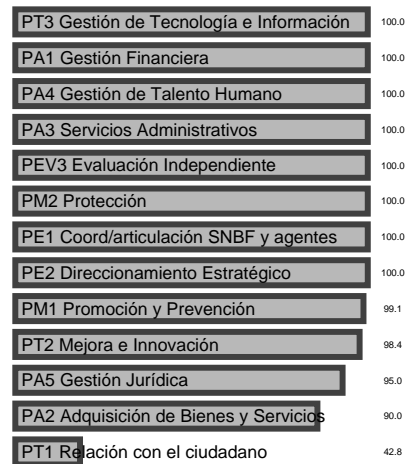 PT3 Gestión de Tecnología e Información 100.0
PA1 Gestión Financiera 100.0
PA4 Gestión de Talento Humano 100.0
PA3 Servicios Administrativos 100.0
PEV3 Evaluación Independiente 100.0
PM2 Protección 100.0
PE1 Coord/articulación SNBF y agentes 100.0
PE2 Direccionamiento Estratégico 100.0
PM1 Promoción y Prevención 99.1
PT2 Mejora e Innovación 98.4
PA5 Gestión Jurídica 95.0
PA2 Adquisición de Bienes y Servicios 90.0
PT1 Relación con el ciudadano 42.8